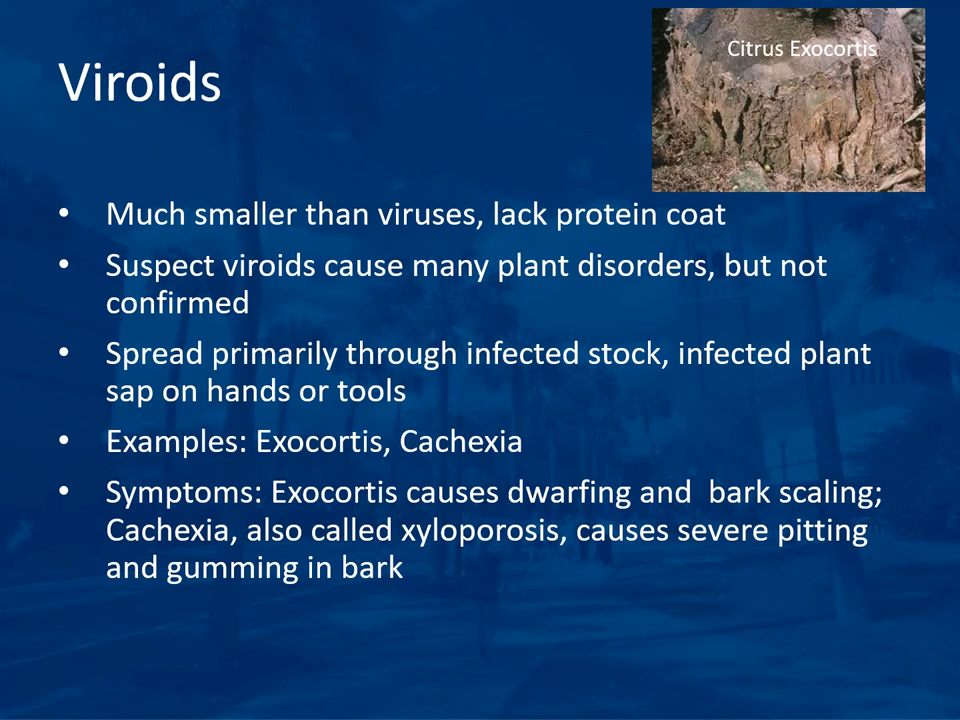 Citrus Exocortis
Viroids
• Much smaller than viruses, lack protein coat
• Suspect viroids cause many plant disorders, but not
confirmed
• Spread primarily through infected stock, infected plant
sap on hands or tools
• Examples: Exocortis, Cachexia
• Symptoms: Exocortis causes dwarfing and  bark scaling;
Cachexia, also called xyloporosis, causes severe pitting
and gumming in bark